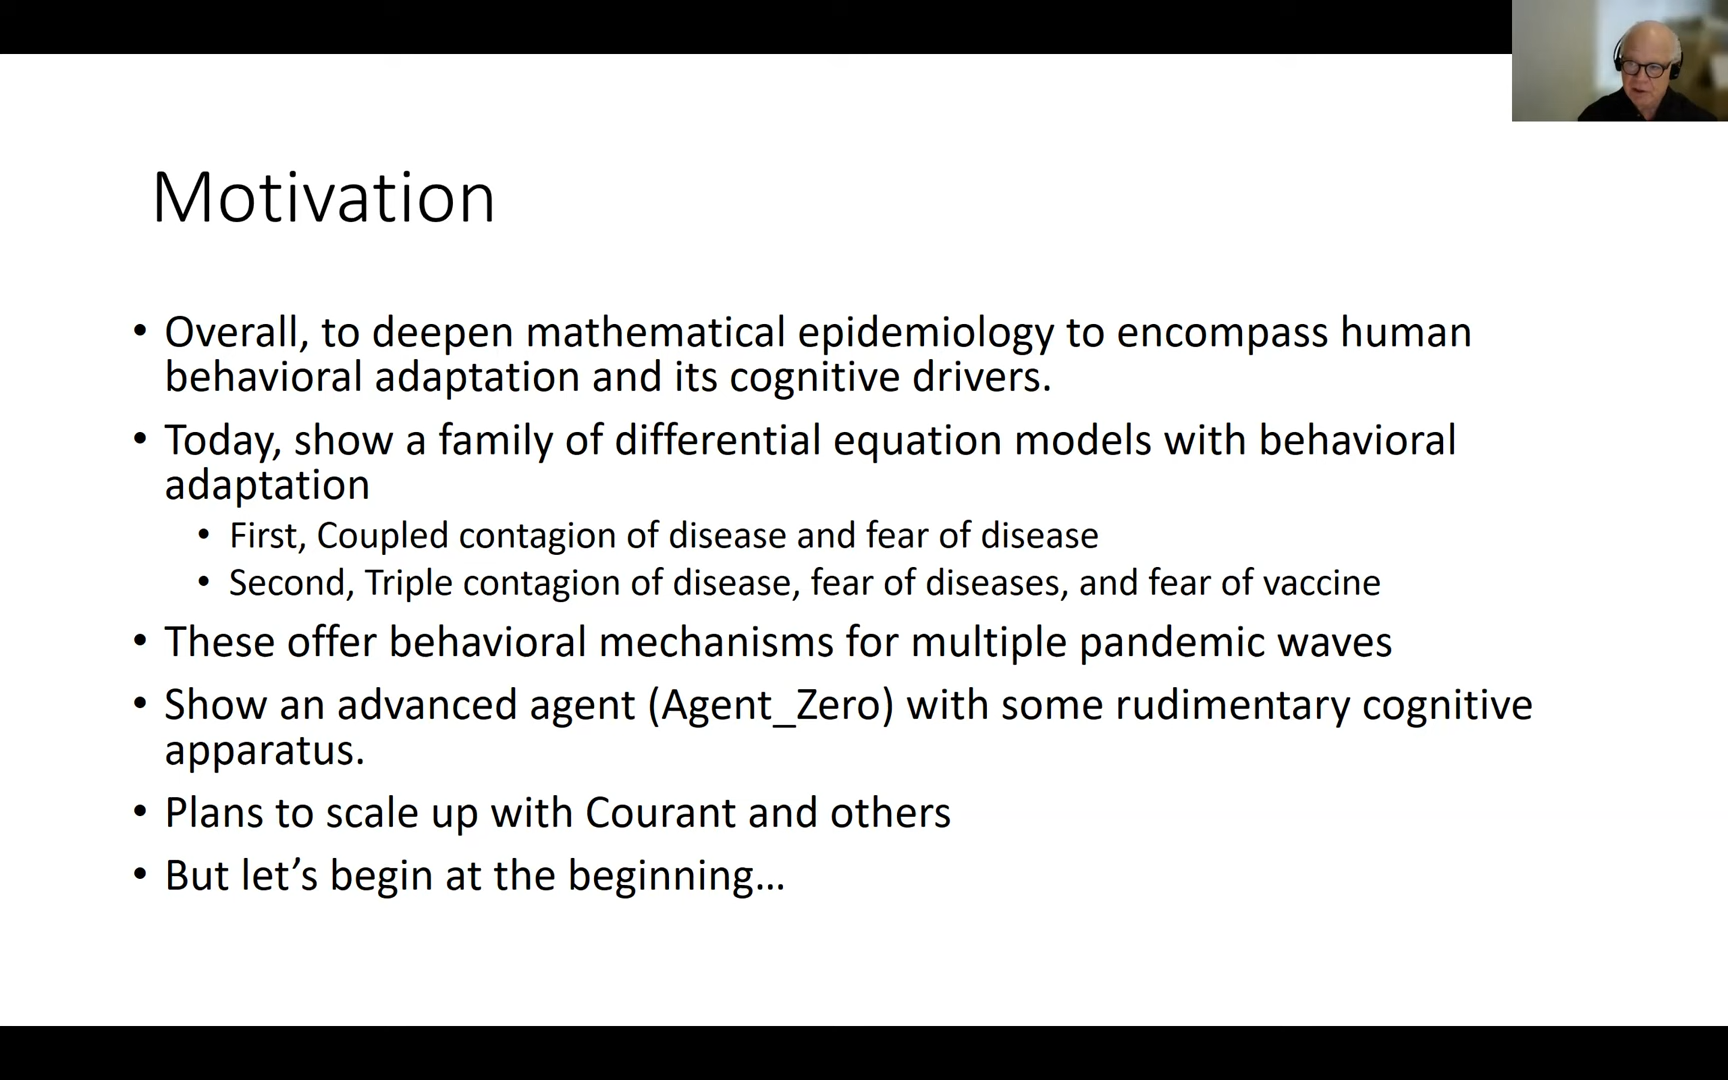 Motivation
• Overall, to deepen mathematical epidemiology to encompass human
behavioral adaptation and its cognitive drivers.
• Today, show a family of differential equation models with behavioral
adaptation
• First, Coupled contagion of disease and fear of disease
• Second, Triple contagion of disease, fear of diseases, and fear of vaccine
• These offer behavioral mechanisms for multiple pandemic waves
• Show an advanced agent (Agent_Zero) with some rudimentary cognitive
apparatus.
• Plans to scale up with Courant and others
• But let’s begin at the beginning…